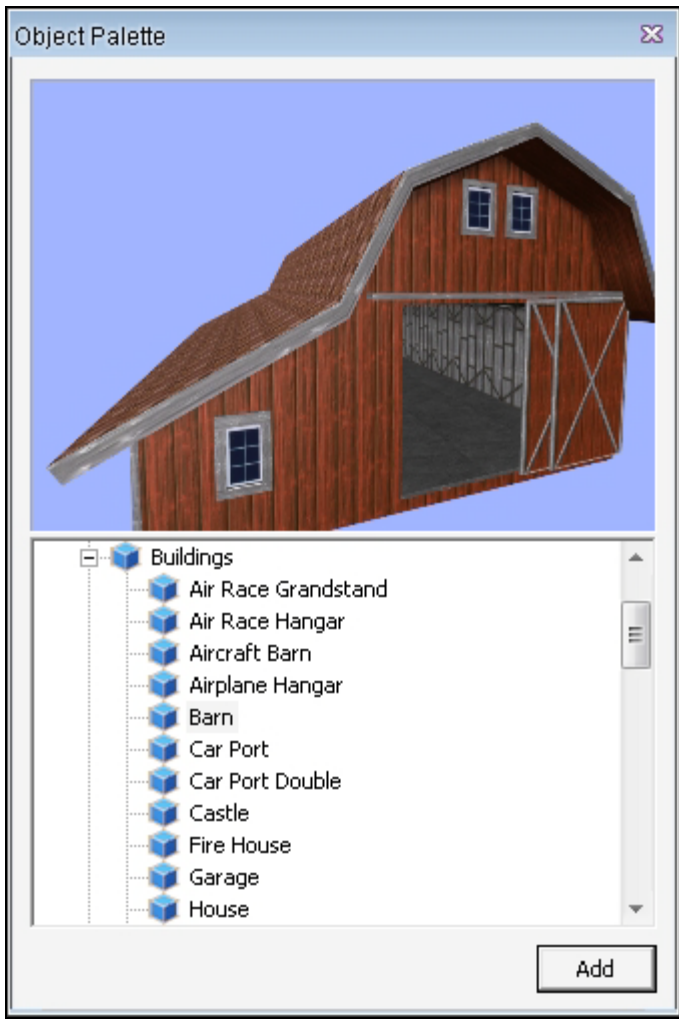 Object Palette
Buildings
Air Race Grandstand
Air Race Hangar
Aircraft Barn
Airplane Hangar
Barn
Car Port
Car Port Double
Castle
Fire House
Garage
House
Add